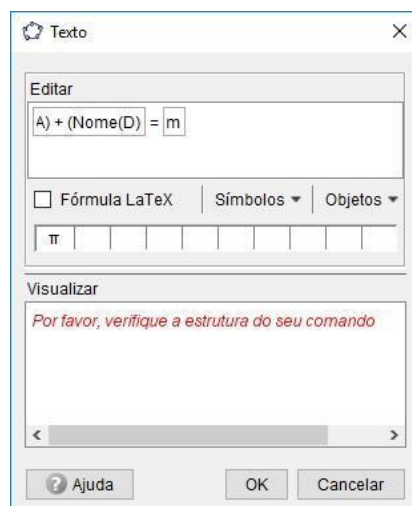 Texto
Editar
A) + (Nome(D) = m
Fórmula LaTeX Símbolos Objetos
π
Visualizar
Por favor, verifique a estrutura do seu comando
Ajuda OK Cancelar